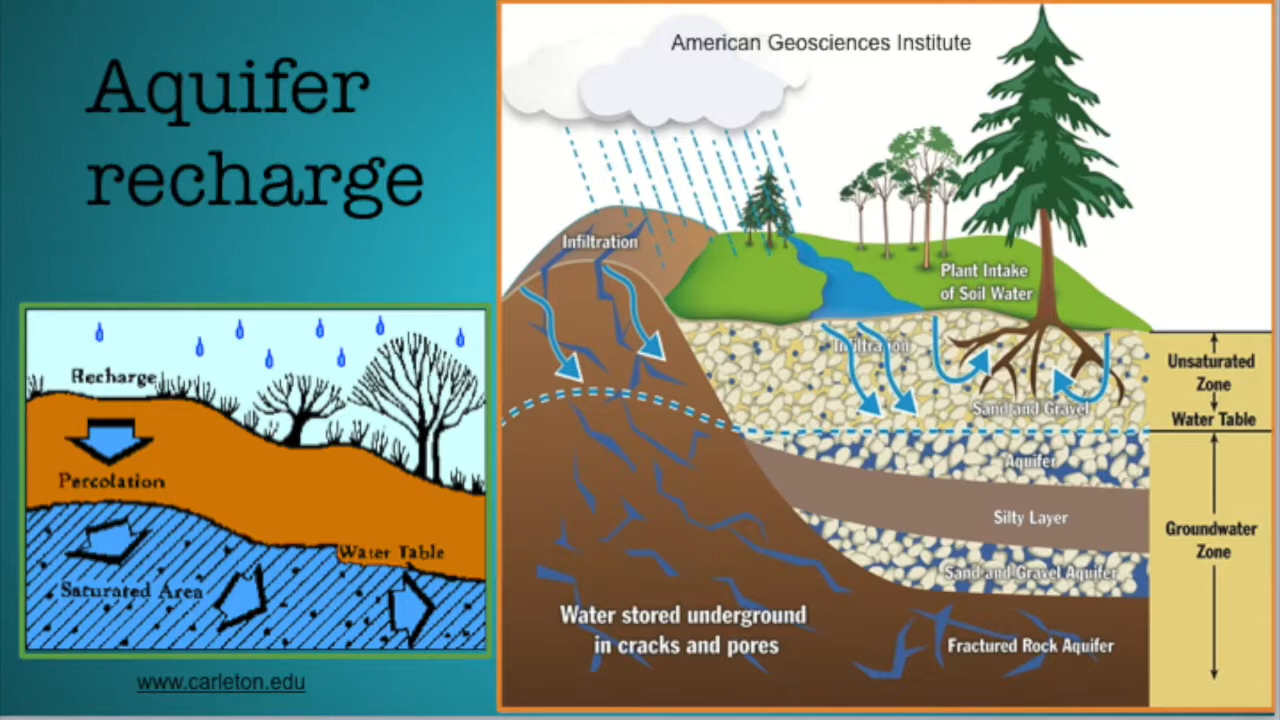 Aquifer
recharge
Recharge
Percolation
Water Table
Saturated Area
www.carleton.edu
American Geosciences Institute
Infiltration
Plant Intake
of Soil Water
Infiltration
Sand and Gravel
Unsaturated
Zone
Water Table
Aquifer
Silty Layer
Groundwater
Zone
Sand and Gravel Aquifer
Water stored underground
in cracks and pores
Fractured Rock Aquifer